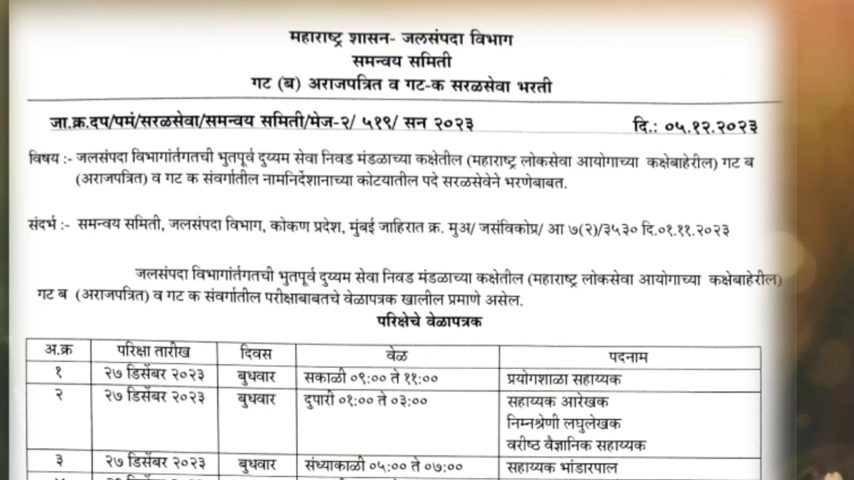 महाराष्ट्र शासन- जलसंपदा विभाग
समन्वय समिती
गट (ब) अराजपत्रित व गट-क सरळसेवा भरती
जा.क्र.दप/पमं/सरळसेवा/समन्वय समिती/मेज-२/ ५१९/ सन २०२३ दि.: ०५.१२.२०२३
विषय :- जलसंपदा विभागांर्तगतची भुतपूर्व दुय्यम सेवा निवड मंडळाच्या कक्षेतील (महाराष्ट्र लोकसेवा आयोगाच्या कक्षेबाहेरील) गट ब
(अराजपत्रित) व गट क संवर्गातील नामनिर्देशानाच्या कोटयातील पदे सरळसेवेने भरणेबाबत.
संदर्भ :- समन्वय समिती, जलसंपदा विभाग, कोकण प्रदेश, मुंबई जाहिरात क्र. मुअ/ जसंविकोप्र/ आ ७(२)/३५३० दि.०१.११.२०२३
जलसंपदा विभागांर्तगतची भुतपूर्व दुय्यम सेवा निवड मंडळाच्या कक्षेतील (महाराष्ट्र लोकसेवा आयोगाच्या कक्षेबाहेरील)
गट ब (अराजपत्रित) व गट क संवर्गातील परीक्षाबाबतचे वेळापत्रक खालील प्रमाणे असेल.
परिक्षेचे वेळापत्रक
अ.क्र परिक्षा तारीख दिवस वेळ पदनाम
१ २७ डिसेंबर २०२३ बुधवार सकाळी ०९:०० ते ११:०० प्रयोगशाळा सहाय्यक
२ २७ डिसेंबर २०२३ बुधवार दुपारी ०१:०० ते ०३:०० सहाय्यक आरेखक
निम्नश्रेणी लघुलेखक
वरीष्ठ वैज्ञानिक सहाय्यक
३ २७ डिसेंबर २०२३ बुधवार संध्याकाळी ०५:०० ते ०७:०० सहाय्यक भांडारपाल